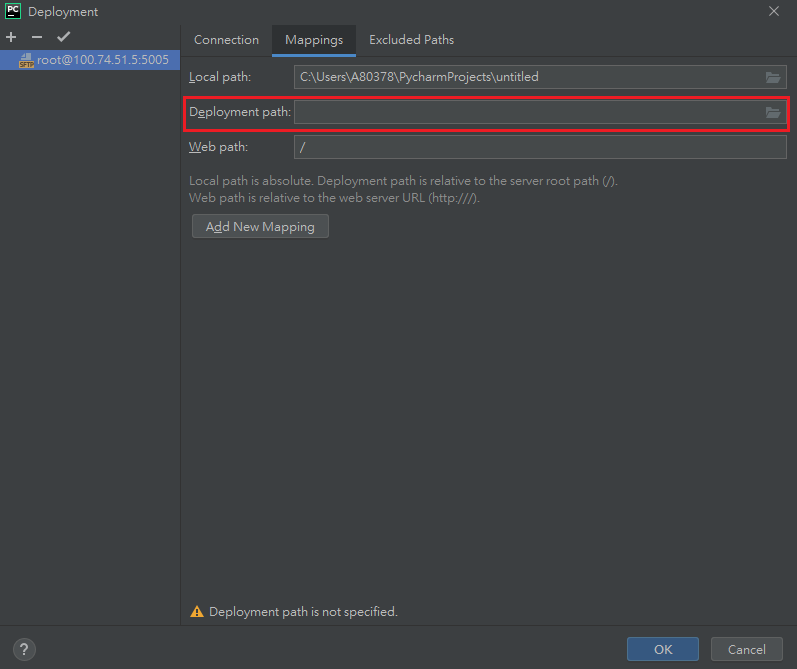 PC Deployment
root@100.74.51.5:5005
SFTP
Connection Mappings Excluded Paths
Local path: C:\Users\A80378\PycharmProjects\untitled
Deployment path:
Web path: /
Local path is absolute. Deployment path is relative to the server root path (/).
Web path is relative to the web server URL (http:///).
Add New Mapping
Deployment path is not specified.
? OK Cancel